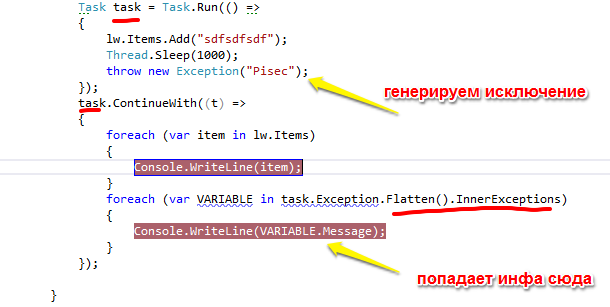 Task task = Task.Run(() =>
{
lw.Items.Add("sdfsdfsdf");
Thread.Sleep(1000);
throw new Exception("Pisec");
генерируем исключение
});
task.ContinueWith((t) =>
{
foreach (var item in lw.Items)
{
Console.WriteLine(item);
}
foreach (var VARIABLE in task.Exception.Flatten().InnerExceptions)
{
Console.WriteLine(VARIABLE.Message);
}
попадает инфа сюда
});
}